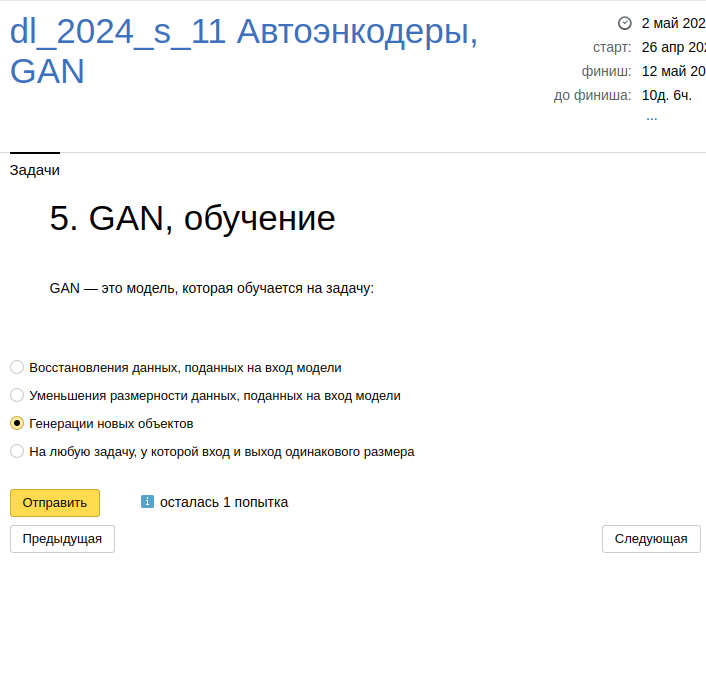 dl_2024_s_11 Автоэнкодеры,
GAN
2 май 202
старт: 26 апр 202
финиш: 12 май 20
до финиша: 10д. 6ч.
...
Задачи
5. GAN, обучение
GAN — это модель, которая обучается на задачу:
Восстановления данных, поданных на вход модели
Уменьшения размерности данных, поданных на вход модели
Генерации новых объектов
На любую задачу, у которой вход и выход одинакового размера
Отправить осталась 1 попытка
Предыдущая Следующая